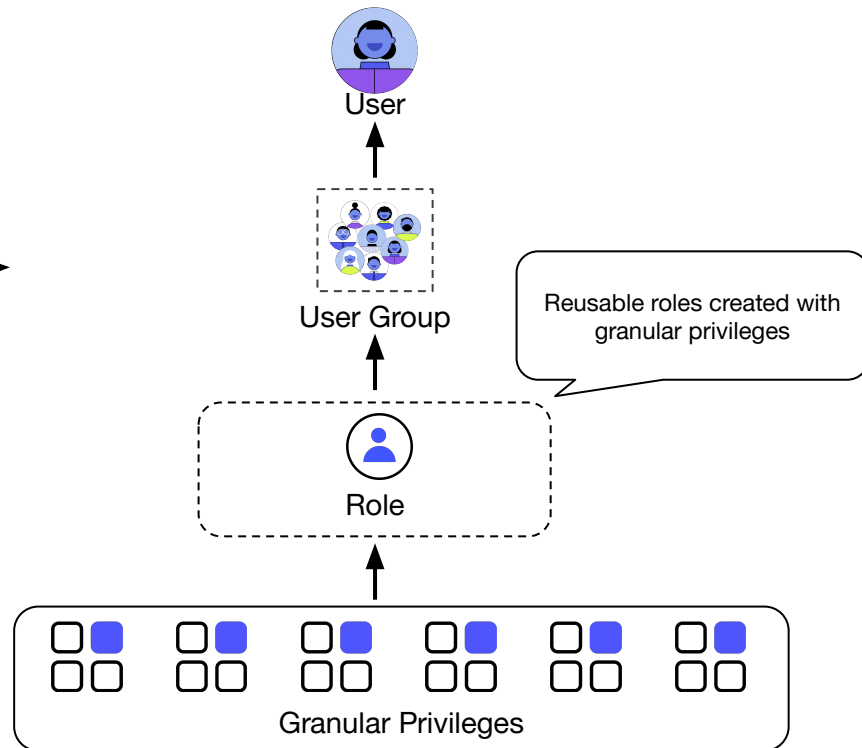 User
User Group
Reusable roles created with
granular privileges
Role
Granular Privileges